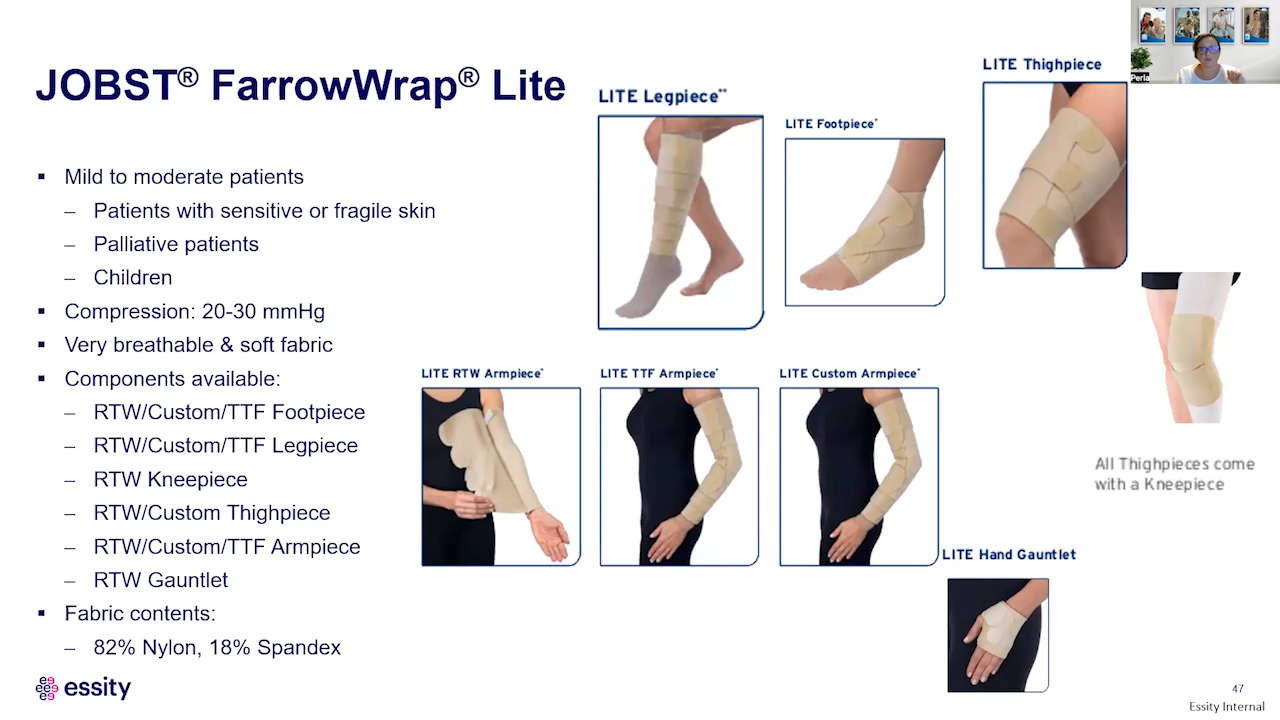 JOBST® FarrowWrap® Lite
▪ Mild to moderate patients
– Patients with sensitive or fragile skin
– Palliative patients
– Children
▪ Compression: 20-30 mmHg
▪ Very breathable & soft fabric
▪ Components available:
– RTW/Custom/TTF Footpiece
– RTW/Custom/TTF Legpiece
– RTW Kneepiece
– RTW/Custom Thighpiece
– RTW/Custom/TTF Armpiece
– RTW Gauntlet
▪ Fabric contents:
– 82% Nylon, 18% Spandex
LITE Legpiece**
LITE Footpiece*
LITE Thighpiece
LITE RTW Armpiece*
LITE TTF Armpiece*
LITE Custom Armpiece*
All Thighpieces come
with a Kneepiece
LITE Hand Gauntlet
Perla
essity
47
Essity Internal